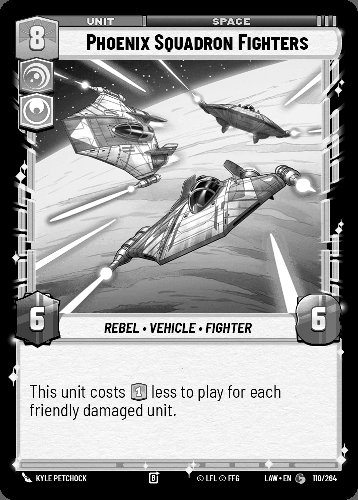 UNIT
SPACE
8
PHOENIX SQUADRON FIGHTERS
6
6
REBEL • VEHICLE • FIGHTER
This unit costs 1 less to play for each
friendly damaged unit.
KYLE PETCHOCK
© LFL © FFG
LAW • EN
110/264